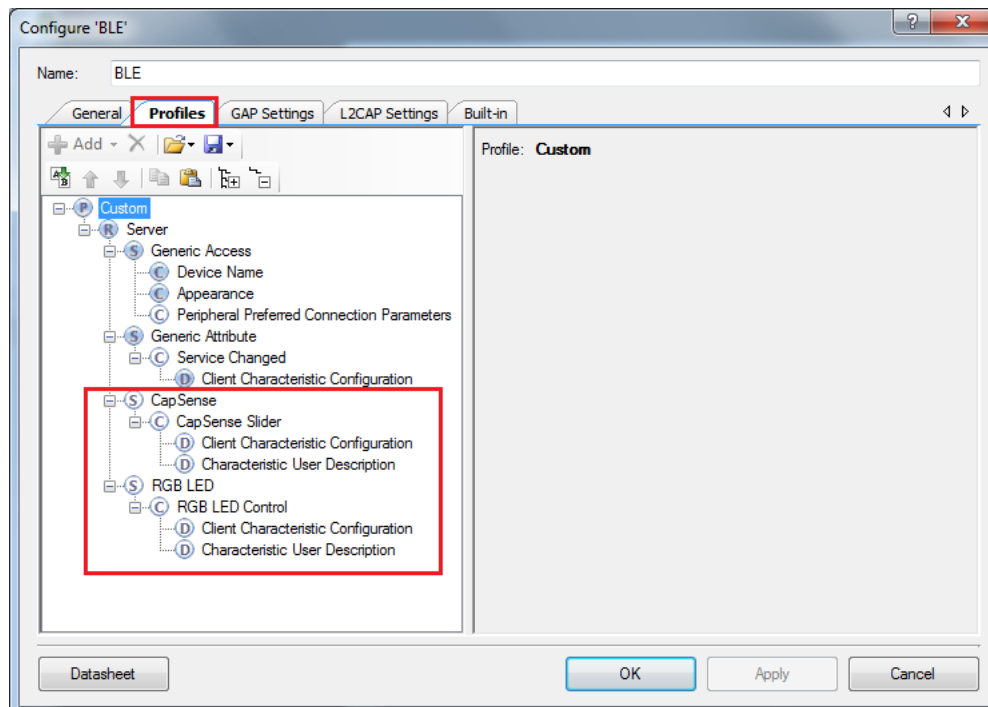 Configure 'BLE'
?
Name: BLE
General Profiles GAP Settings L2CAP Settings Built-in
Add
Profile: Custom
A B
P Custom
R Server
S Generic Access
C Device Name
C Appearance
C Peripheral Preferred Connection Parameters
S Generic Attribute
C Service Changed
D Client Characteristic Configuration
S CapSense
C CapSense Slider
D Client Characteristic Configuration
D Characteristic User Description
S RGB LED
C RGB LED Control
D Client Characteristic Configuration
D Characteristic User Description
Datasheet OK Apply Cancel